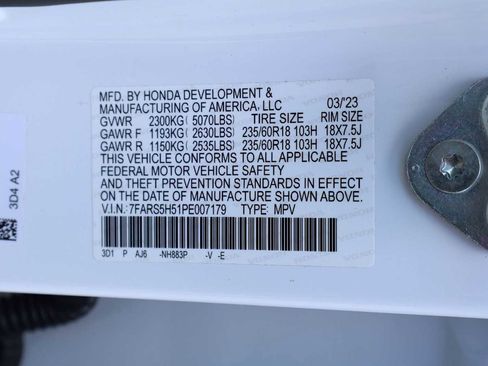 MFD. BY HONDA DEVELOPMENT &
MANUFACTURING OF AMERICA, LLC 03/'23
GVWR 2300KG(5070LBS) TIRE SIZE RIM SIZE
GAWR F 1193KG(2630LBS) 235/60R18 103H 18X7.5J
GAWR R 1150KG(2535LBS) 235/60R18 103H 18X7.5J
THIS VEHICLE CONFORMS TO ALL APPLICABLE
FEDERAL MOTOR VEHICLE SAFETY
AND THEFT PREVENTION STANDARDS IN EFFECT
ON THE DATE OF MANUFACTURE SHOWN ABOVE.
V.I.N.: 7FARS5H51PE007179 TYPE: MPV
3D1 P AJ6 -NH883P -V -E
3D4 A2